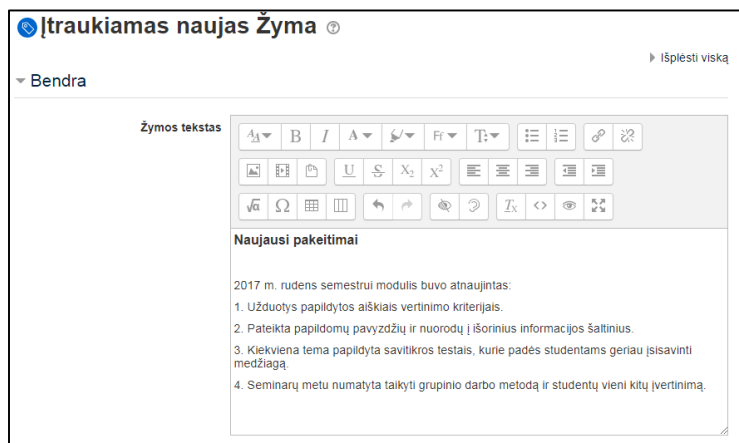 Įtraukiamas naujas Žyma
Išplėsti viską
Bendra
Žymos tekstas
Naujausi pakeitimai
2017 m. rudens semestrui modulis buvo atnaujintas:
1. Užduotys papildytos aiškiais vertinimo kriterijais.
2. Pateikta papildomų pavyzdžių ir nuorodų į išorinius informacijos šaltinius.
3. Kiekviena tema papildyta savitikros testais, kurie padės studentams geriau įsisavinti
medžiagą.
4. Seminarų metu numatyta taikyti grupinio darbo metodą ir studentų vieni kitų įvertinimą.